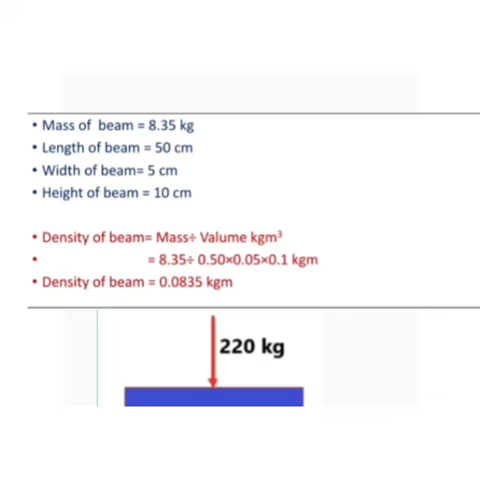 • Mass of beam = 8.35 kg
• Length of beam = 50 cm
• Width of beam= 5 cm
• Height of beam = 10 cm
• Density of beam= Mass÷ Valume kgm³
• = 8.35÷ 0.50×0.05×0.1 kgm
• Density of beam = 0.0835 kgm
220 kg